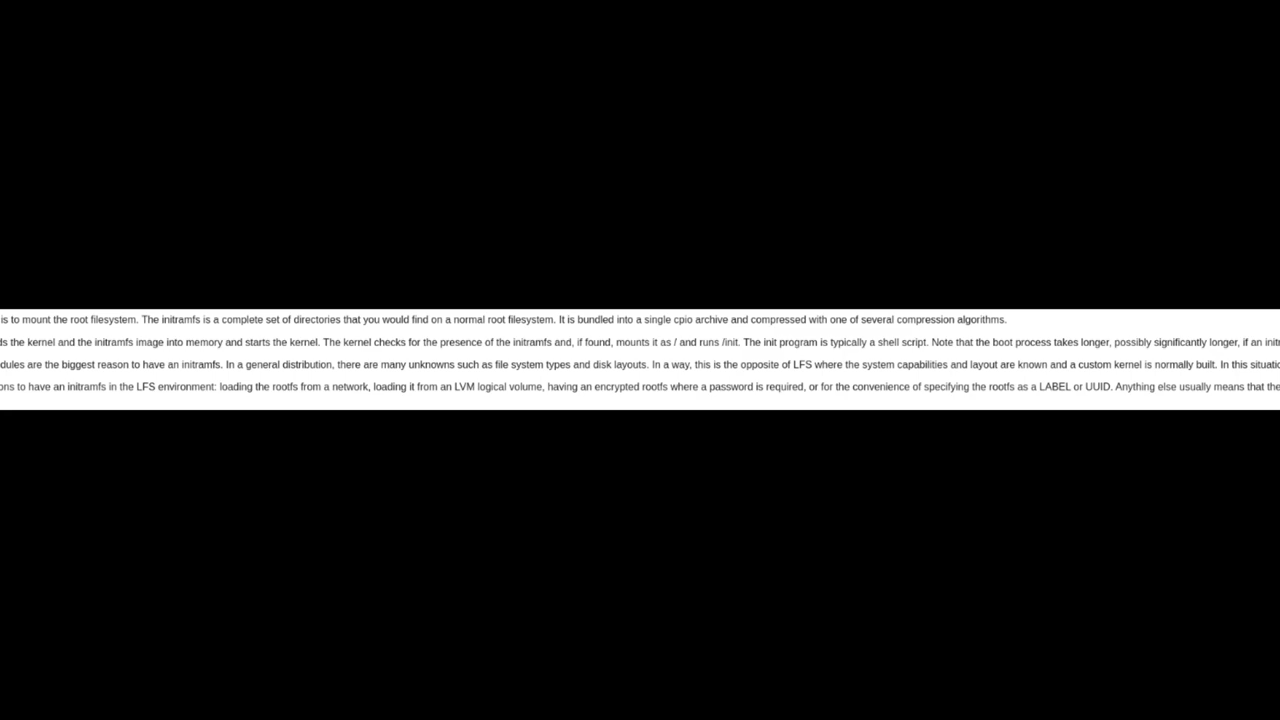 is to mount the root filesystem. The initramfs is a complete set of directories that you would find on a normal root filesystem. It is bundled into a single cpio archive and compressed with one of several compression algorithms.
the kernel and the initramfs image into memory and starts the kernel. The kernel checks for the presence of the initramfs and, if found, mounts it as / and runs /init. The init program is typically a shell script. Note that the boot process takes longer, possibly significantly longer, if an
are the biggest reason to have an initramfs. In a general distribution, there are many unknowns such as file system types and disk layouts. In a way, this is the opposite of LFS where the system capabilities and layout are known and a custom kernel is normally built. In this
to have an initramfs in the LFS environment: loading the rootfs from a network, loading it from an LVM logical volume, having an encrypted rootfs where a password is required, or for the convenience of specifying the rootfs as a LABEL or UUID. Anything else usually means that the